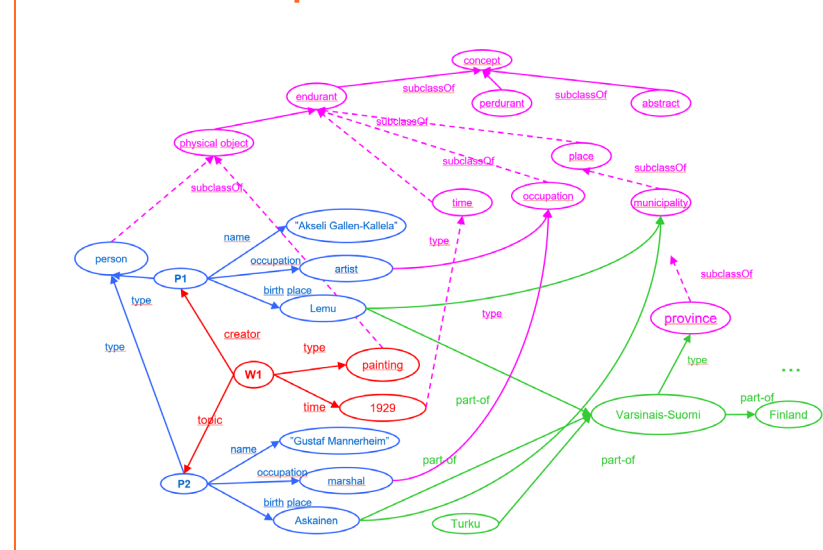 concept
subclassOf
subclassOf
endurant
perdurant
abstract
subclassOf
physical object
place
subclassOf
subclassOf
subclassOf
time
occupation
municipality
"Akseli Gallen-Kallela"
name
type
person
occupation
artist
P1
subclassOf
birth place
type
Lemu
type
province
creator
type
type
painting
type
W1
...
part-of
part-of
time
1929
Varsinais-Suomi
Finland
topic
"Gustaf Mannerheim"
name
part-of
part-of
occupation
marshal
P2
birth place
Askainen
Turku